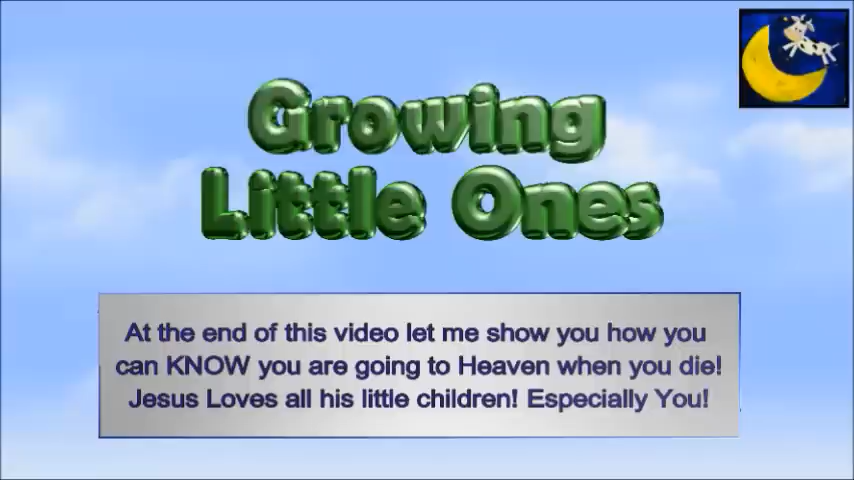 Growing
Little Ones
At the end of this video let me show you how you
can KNOW you are going to Heaven when you die!
Jesus Loves all his little children! Especially You!